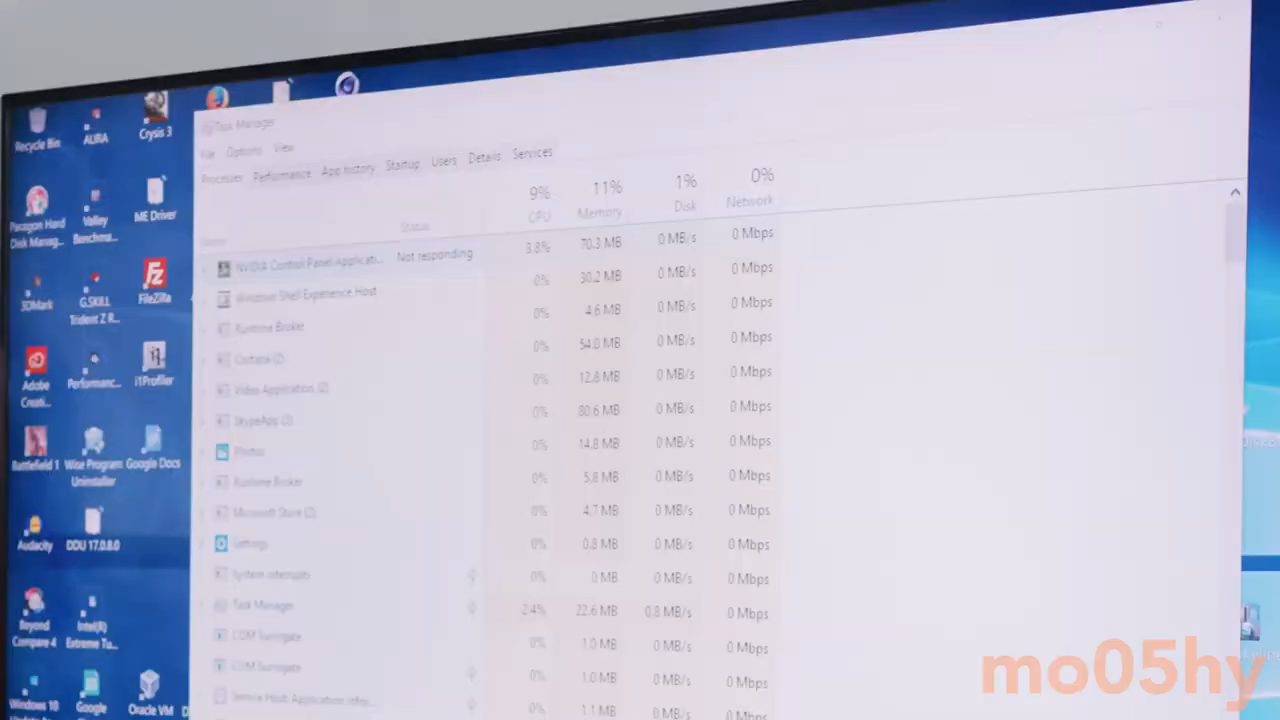 Recycle Bin
AURA
Crysis 3
Paragon Hard
Disk Manag...
Valley
Benchma...
ME Driver
3DMark
G.SKILL
Trident Z R...
FileZilla
Adobe
Creati...
Performanc...
i1Profiler
Battlefield 1
Wise Program
Uninstaller
Google Docs
Audacity
DDU 17.0.8.0
Beyond
Compare 4
Intel(R)
Extreme Tu...
Windows 10
Google
Oracle VM
Task Manager
File Options View
Processes Performance App history Startup Users Details Services
9% 11% 1% 0%
Name Status CPU Memory Disk Network
NVIDIA Control Panel Applicati... Not responding 3.8% 70.3 MB 0 MB/s 0 Mbps
Windows Shell Experience Host 0% 30.2 MB 0 MB/s 0 Mbps
Runtime Broker 0% 4.6 MB 0 MB/s 0 Mbps
Cortana (2) 0% 54.0 MB 0 MB/s 0 Mbps
Video Application (2) 0% 12.8 MB 0 MB/s 0 Mbps
SkypeApp (3) 0% 80.6 MB 0 MB/s 0 Mbps
Photos 0% 14.8 MB 0 MB/s 0 Mbps
Runtime Broker 0% 5.8 MB 0 MB/s 0 Mbps
Microsoft Store (2) 0% 4.7 MB 0 MB/s 0 Mbps
Settings 0% 0.8 MB 0 MB/s 0 Mbps
System interrupts 0% 0 MB 0 MB/s 0 Mbps
Task Manager 2.4% 22.6 MB 0.8 MB/s 0 Mbps
COM Surrogate 0% 1.0 MB 0 MB/s 0 Mbps
COM Surrogate 0% 1.0 MB 0 MB/s 0 Mbps
Service Host: Application Infor... 0% 1.1 MB 0 MB/s 0 Mbps
mo05hy